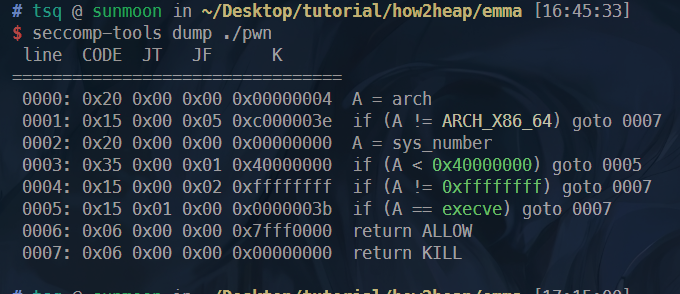 # tsq @ sunmoon in ~/Desktop/tutorial/how2heap/emma [16:45:33]
$ seccomp-tools dump ./pwn
 line  CODE  JT   JF      K
=================================
 0000: 0x20 0x00 0x00 0x00000004  A = arch
 0001: 0x15 0x00 0x05 0xc000003e  if (A != ARCH_X86_64) goto 0007
 0002: 0x20 0x00 0x00 0x00000000  A = sys_number
 0003: 0x35 0x00 0x01 0x40000000  if (A < 0x40000000) goto 0005
 0004: 0x15 0x00 0x02 0xffffffff  if (A != 0xffffffff) goto 0007
 0005: 0x15 0x01 0x00 0x0000003b  if (A == execve) goto 0007
 0006: 0x06 0x00 0x00 0x7fff0000  return ALLOW
 0007: 0x06 0x00 0x00 0x00000000  return KILL
# tsq @ sunmoon in ~/Desktop/tutorial/how2heap/emma